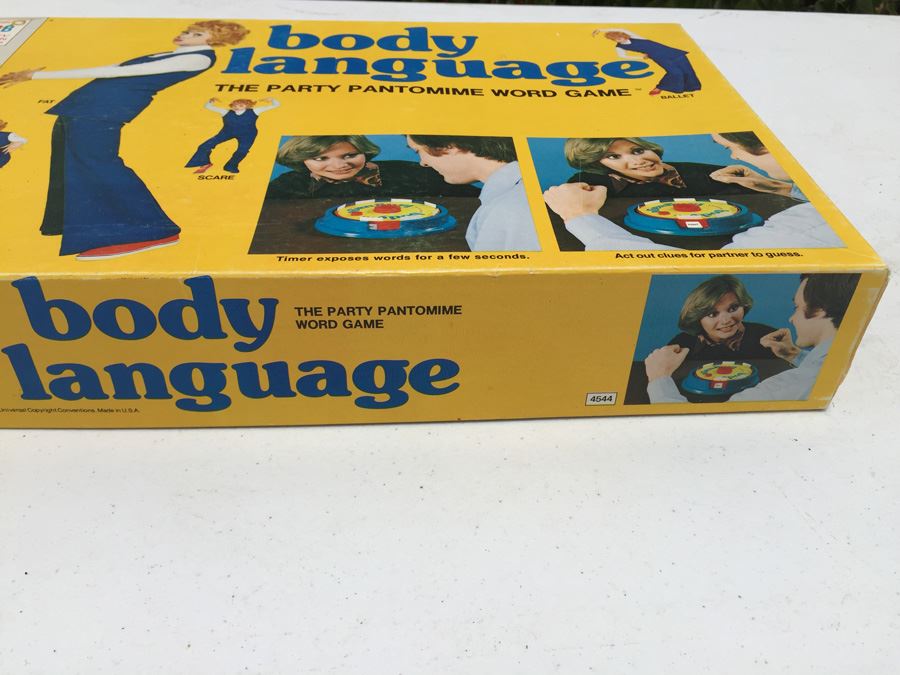 body
language
THE PARTY PANTOMIME WORD GAME™
FAT
SCARE
BALLET
Timer exposes words for a few seconds.
Act out clues for partner to guess.
body
language
THE PARTY PANTOMIME
WORD GAME
4544
Universal Copyright Conventions. Made in U.S.A.